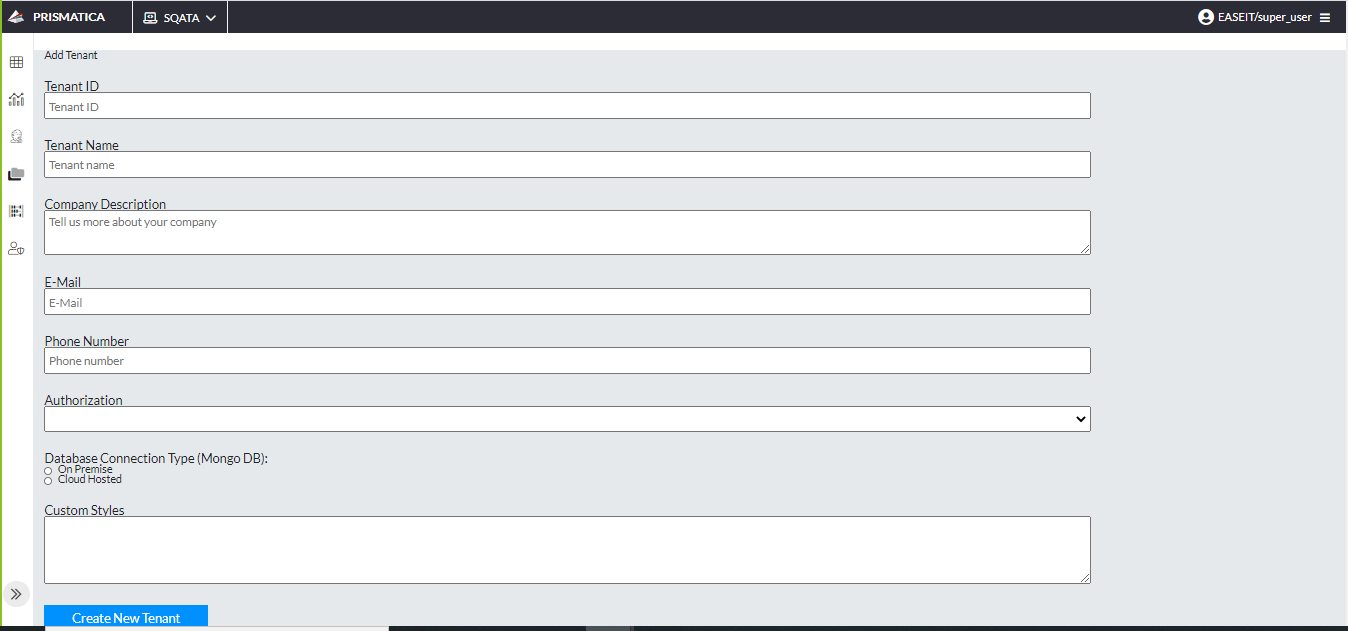 PRISMATICA
SQATA
EASEIT/super_user
Add Tenant
Tenant ID
Tenant ID
Tenant Name
Tenant name
Company Description
Tell us more about your company
E-Mail
E-Mail
Phone Number
Phone number
Authorization
Database Connection Type (Mongo DB):
On Premise
Cloud Hosted
Custom Styles
Create New Tenant